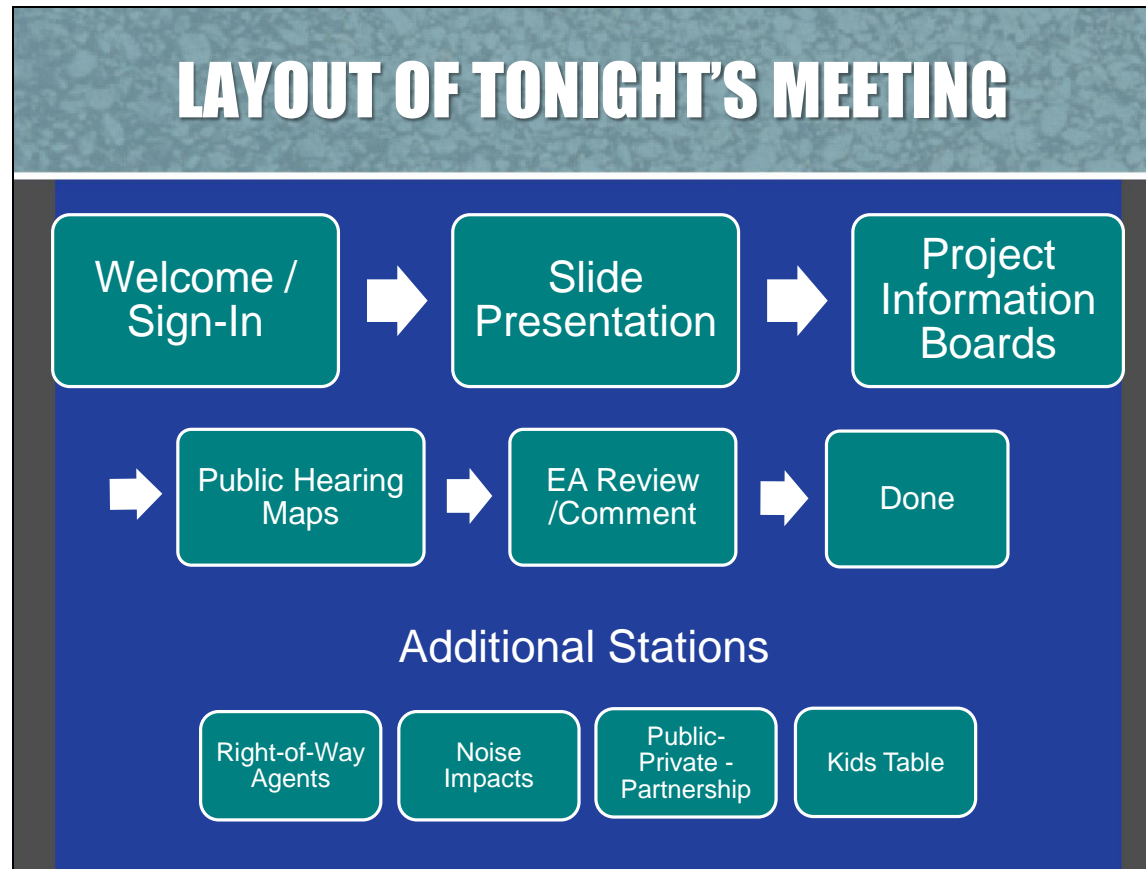 LAYOUT OF TONIGHT’S MEETING
Welcome /
Sign-In
Slide
Presentation
Project
Information
Boards
Public Hearing
Maps
EA Review
/Comment
Done
Additional Stations
Right-of-Way
Agents
Noise
Impacts
Public-
Private -
Partnership
Kids Table